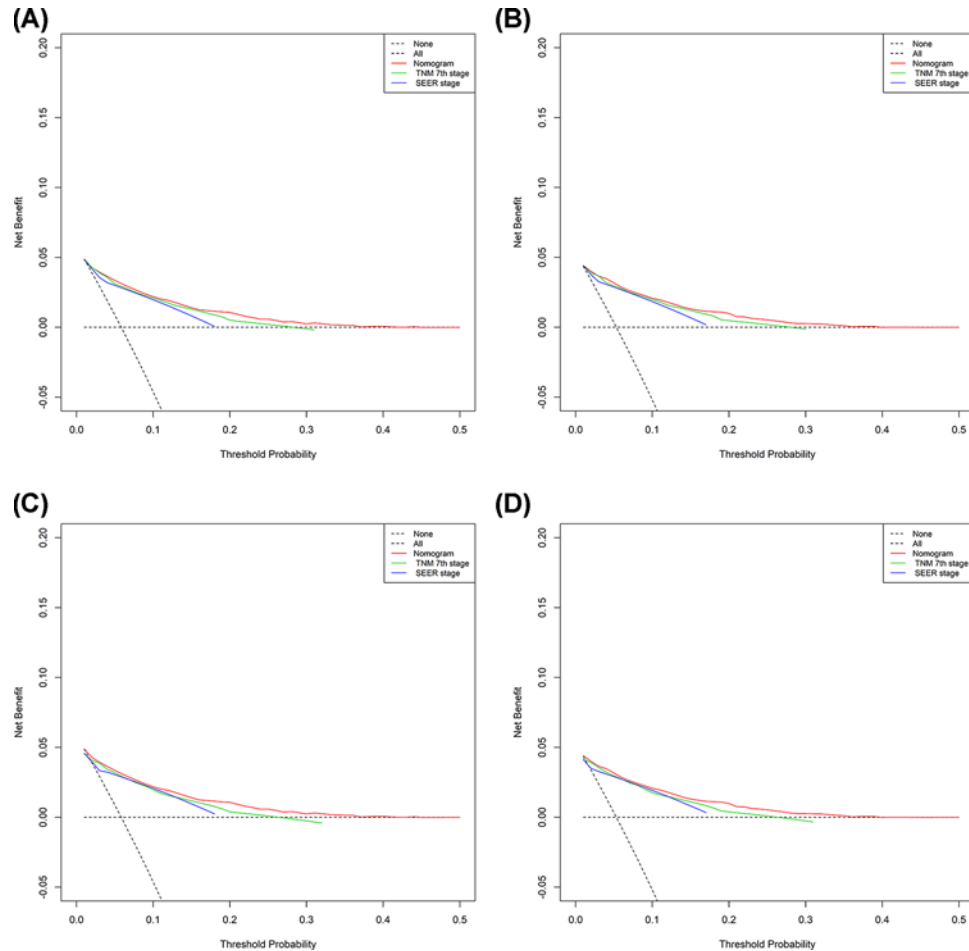 (A)
None
All
Nomogram
TNM 7th stage
SEER stage
Net Benefit
0.20
0.15
0.10
0.05
0.00
-0.05
0.0 0.1 0.2 0.3 0.4 0.5
Threshold Probability
(B)
None
All
Nomogram
TNM 7th stage
SEER stage
Net Benefit
0.20
0.15
0.10
0.05
0.00
-0.05
0.0 0.1 0.2 0.3 0.4 0.5
Threshold Probability
(C)
None
All
Nomogram
TNM 7th stage
SEER stage
Net Benefit
0.20
0.15
0.10
0.05
0.00
-0.05
0.0 0.1 0.2 0.3 0.4 0.5
Threshold Probability
(D)
None
All
Nomogram
TNM 7th stage
SEER stage
Net Benefit
0.20
0.15
0.10
0.05
0.00
-0.05
0.0 0.1 0.2 0.3 0.4 0.5
Threshold Probability